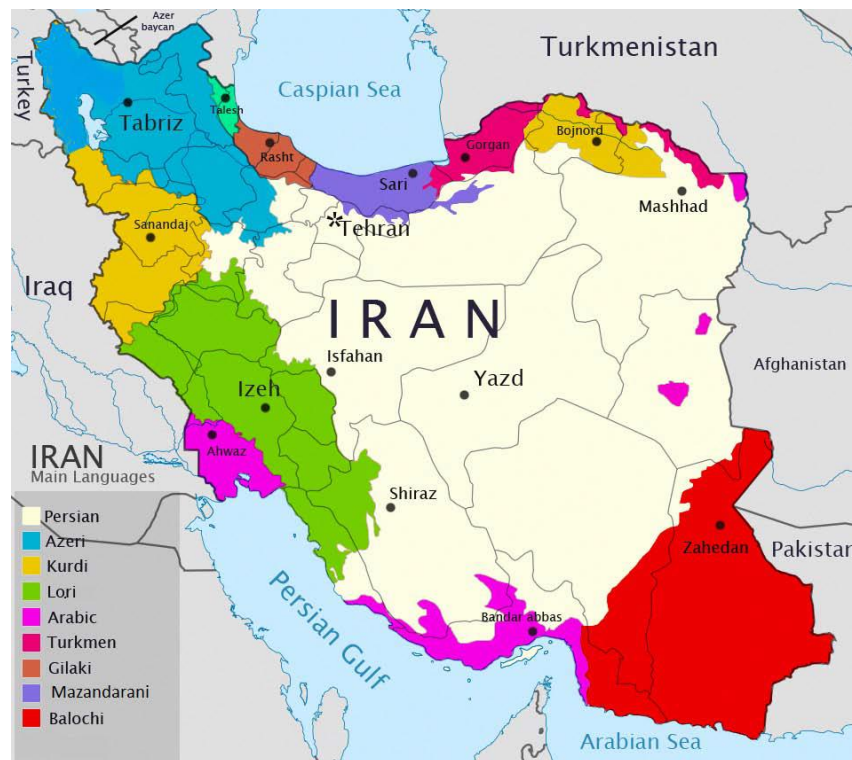 Azer
baycan
Turkey
Turkmenistan
Caspian Sea
Talesh
Tabriz
Rasht
Gorgan
Bojnord
Sari
Mashhad
Sanandaj
*Tehran
Iraq
IRAN
Isfahan
Yazd
Afghanistan
Izeh
Ahwaz
IRAN
Main Languages
Shiraz
Persian
Azeri
Kurdi
Lori
Arabic
Turkmen
Gilaki
Mazandarani
Balochi
Zahedan
Pakistan
Persian Gulf
Bandar abbas
Arabian Sea